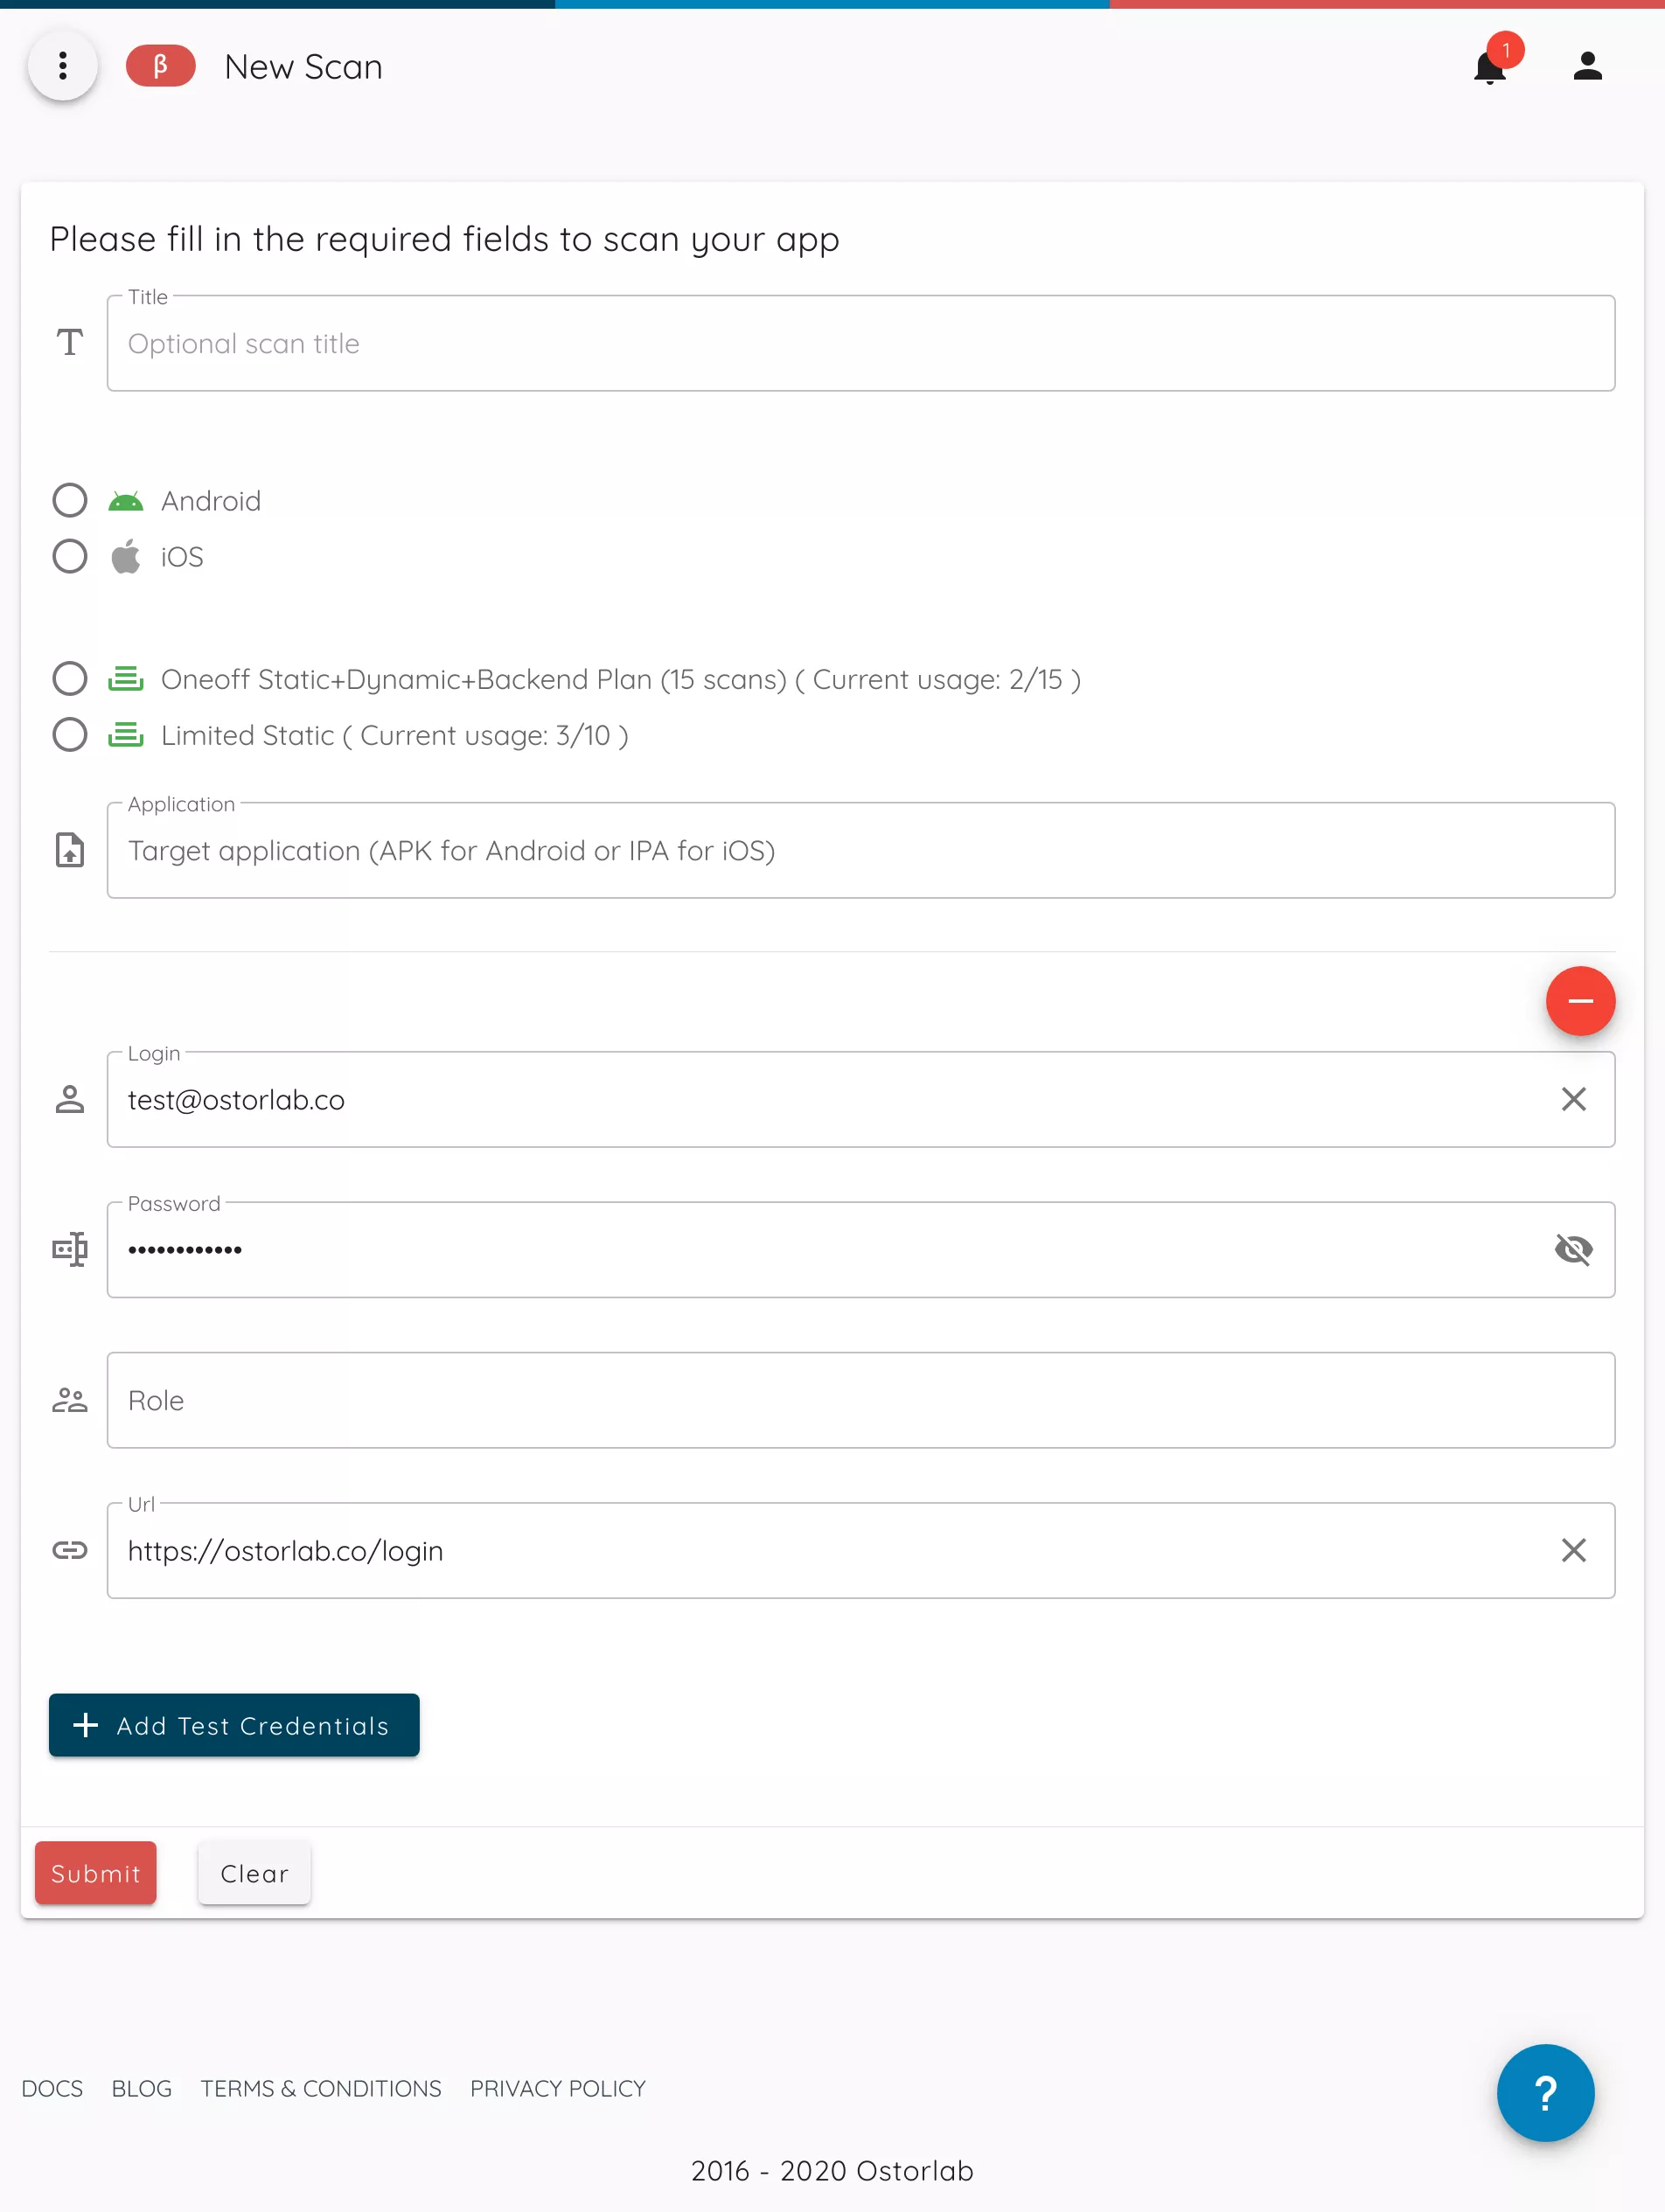 β New Scan 1
Please fill in the required fields to scan your app
Title
Optional scan title
Android
iOS
Oneoff Static+Dynamic+Backend Plan (15 scans) ( Current usage: 2/15 )
Limited Static ( Current usage: 3/10 )
Application
Target application (APK for Android or IPA for iOS)
Login
test@ostorlab.co
Password
••••••••••••
Role
Url
https://ostorlab.co/login
+ Add Test Credentials
Submit Clear
DOCS BLOG TERMS & CONDITIONS PRIVACY POLICY
?
2016 - 2020 Ostorlab